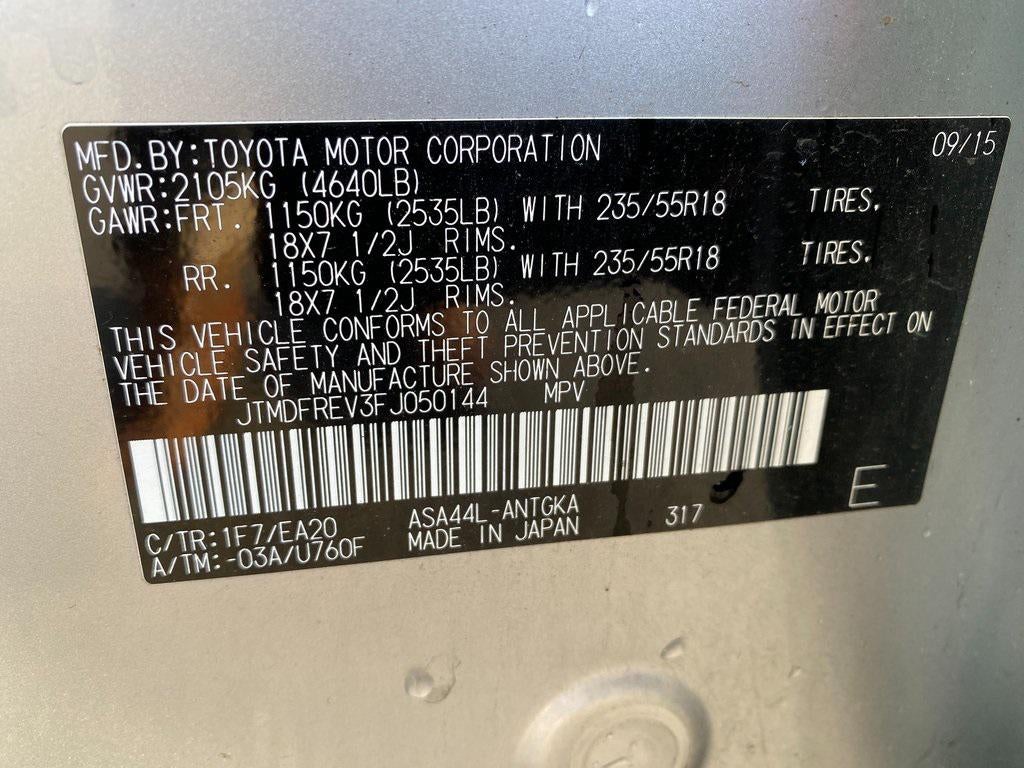 MFD.BY:TOYOTA MOTOR CORPORATION 09/15
GVWR:2105KG (4640LB)
GAWR:FRT. 1150KG (2535LB) WITH 235/55R18 TIRES.
18X7 1/2J RIMS.
RR. 1150KG (2535LB) WITH 235/55R18 TIRES.
18X7 1/2J RIMS.
THIS VEHICLE CONFORMS TO ALL APPLICABLE FEDERAL MOTOR
VEHICLE SAFETY AND THEFT PREVENTION STANDARDS IN EFFECT ON
THE DATE OF MANUFACTURE SHOWN ABOVE.
JTMDFREV3FJ050144 MPV
E
C/TR:1F7/EA20 ASA44L-ANTGKA 317
A/TM:-03A/U760F MADE IN JAPAN